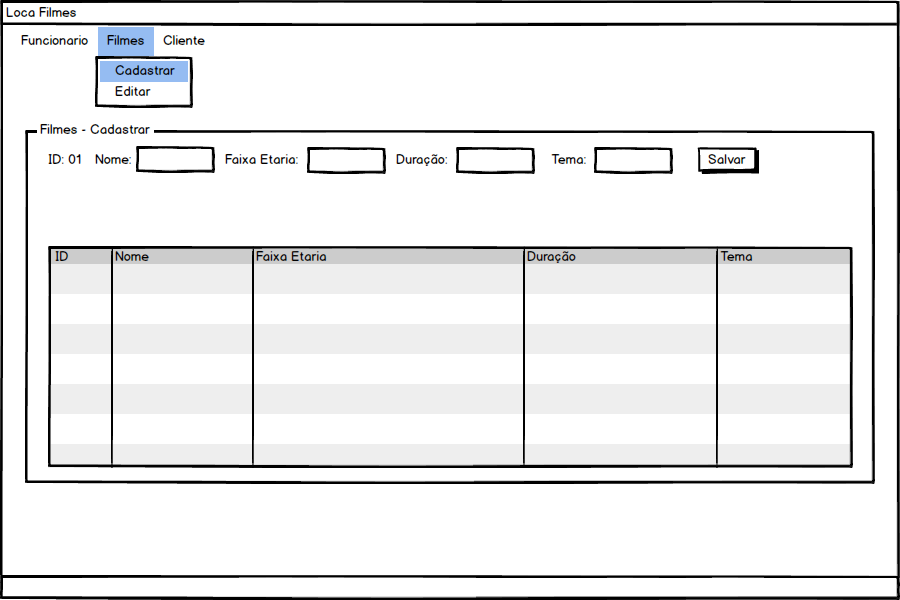 Loca Filmes
Funcionario Filmes Cliente
Cadastrar
Editar
Filmes - Cadastrar
ID: 01 Nome: Faixa Etaria: Duração: Tema: Salvar
ID Nome Faixa Etaria Duração Tema